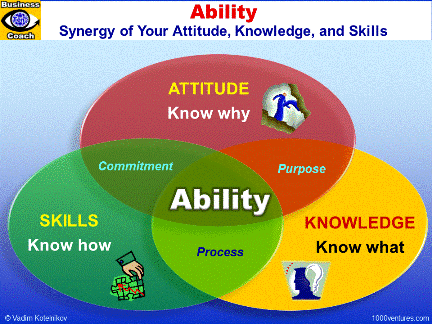 Business
Coach
Ability
Synergy of Your Attitude, Knowledge, and Skills
ATTITUDE
Know why
Commitment
Purpose
Ability
SKILLS
Know how
KNOWLEDGE
Know what
Process
© Vadim Kotelnikov
1000ventures.com